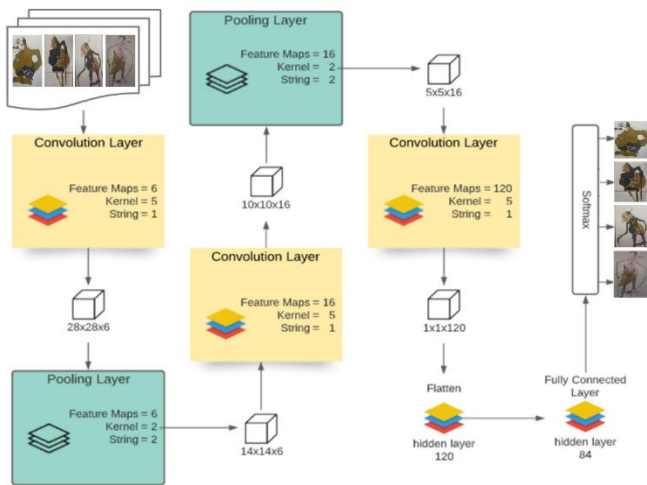 Convolution Layer
Feature Maps = 6
Kernel = 5
String = 1
28x28x6
Pooling Layer
Feature Maps = 6
Kernel = 2
String = 2
14x14x6
Convolution Layer
Feature Maps = 16
Kernel = 5
String = 1
10x10x16
Pooling Layer
Feature Maps = 16
Kernel = 2
String = 2
5x5x16
Convolution Layer
Feature Maps = 120
Kernel = 5
String = 1
1x1x120
Flatten
hidden layer
120
Fully Connected
Layer
hidden layer
84
Softmax